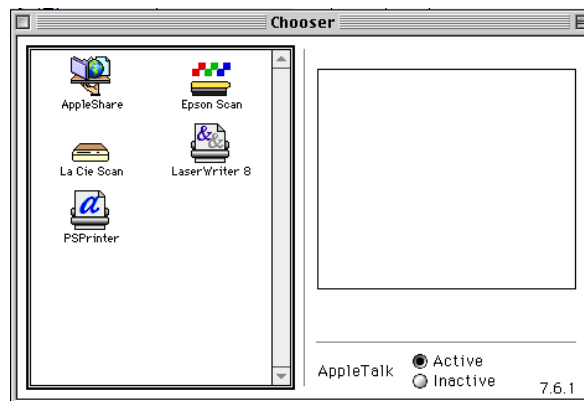 Chooser
AppleShare
Epson Scan
La Cie Scan
LaserWriter 8
PSPrinter
AppleTalk
Active
Inactive
7.6.1